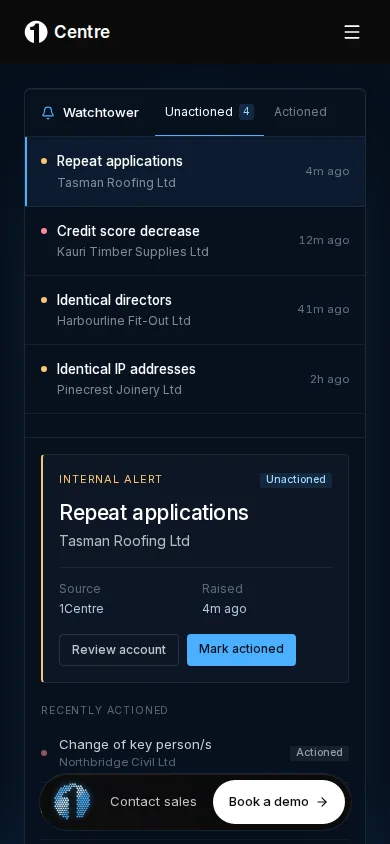 1 Centre
Watchtower Unactioned 4 Actioned
Repeat applications
Tasman Roofing Ltd
4m ago
Credit score decrease
Kauri Timber Supplies Ltd
12m ago
Identical directors
Harbourline Fit-Out Ltd
41m ago
Identical IP addresses
Pinecrest Joinery Ltd
2h ago
INTERNAL ALERT Unactioned
Repeat applications
Tasman Roofing Ltd
Source Raised
1Centre 4m ago
Review account Mark actioned
RECENTLY ACTIONED
Change of key person/s
Northbridge Civil Ltd
Actioned
1 Contact sales Book a demo →